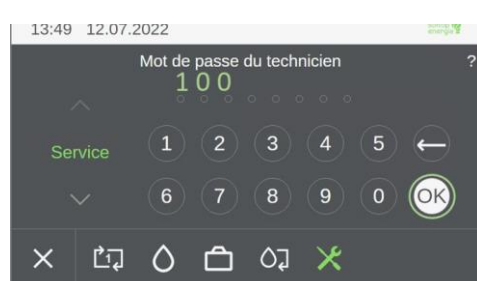 13:49 12.07.2022
Mot de passe du technicien ?
100
Service
1 2 3 4 5
6 7 8 9 0 OK
1